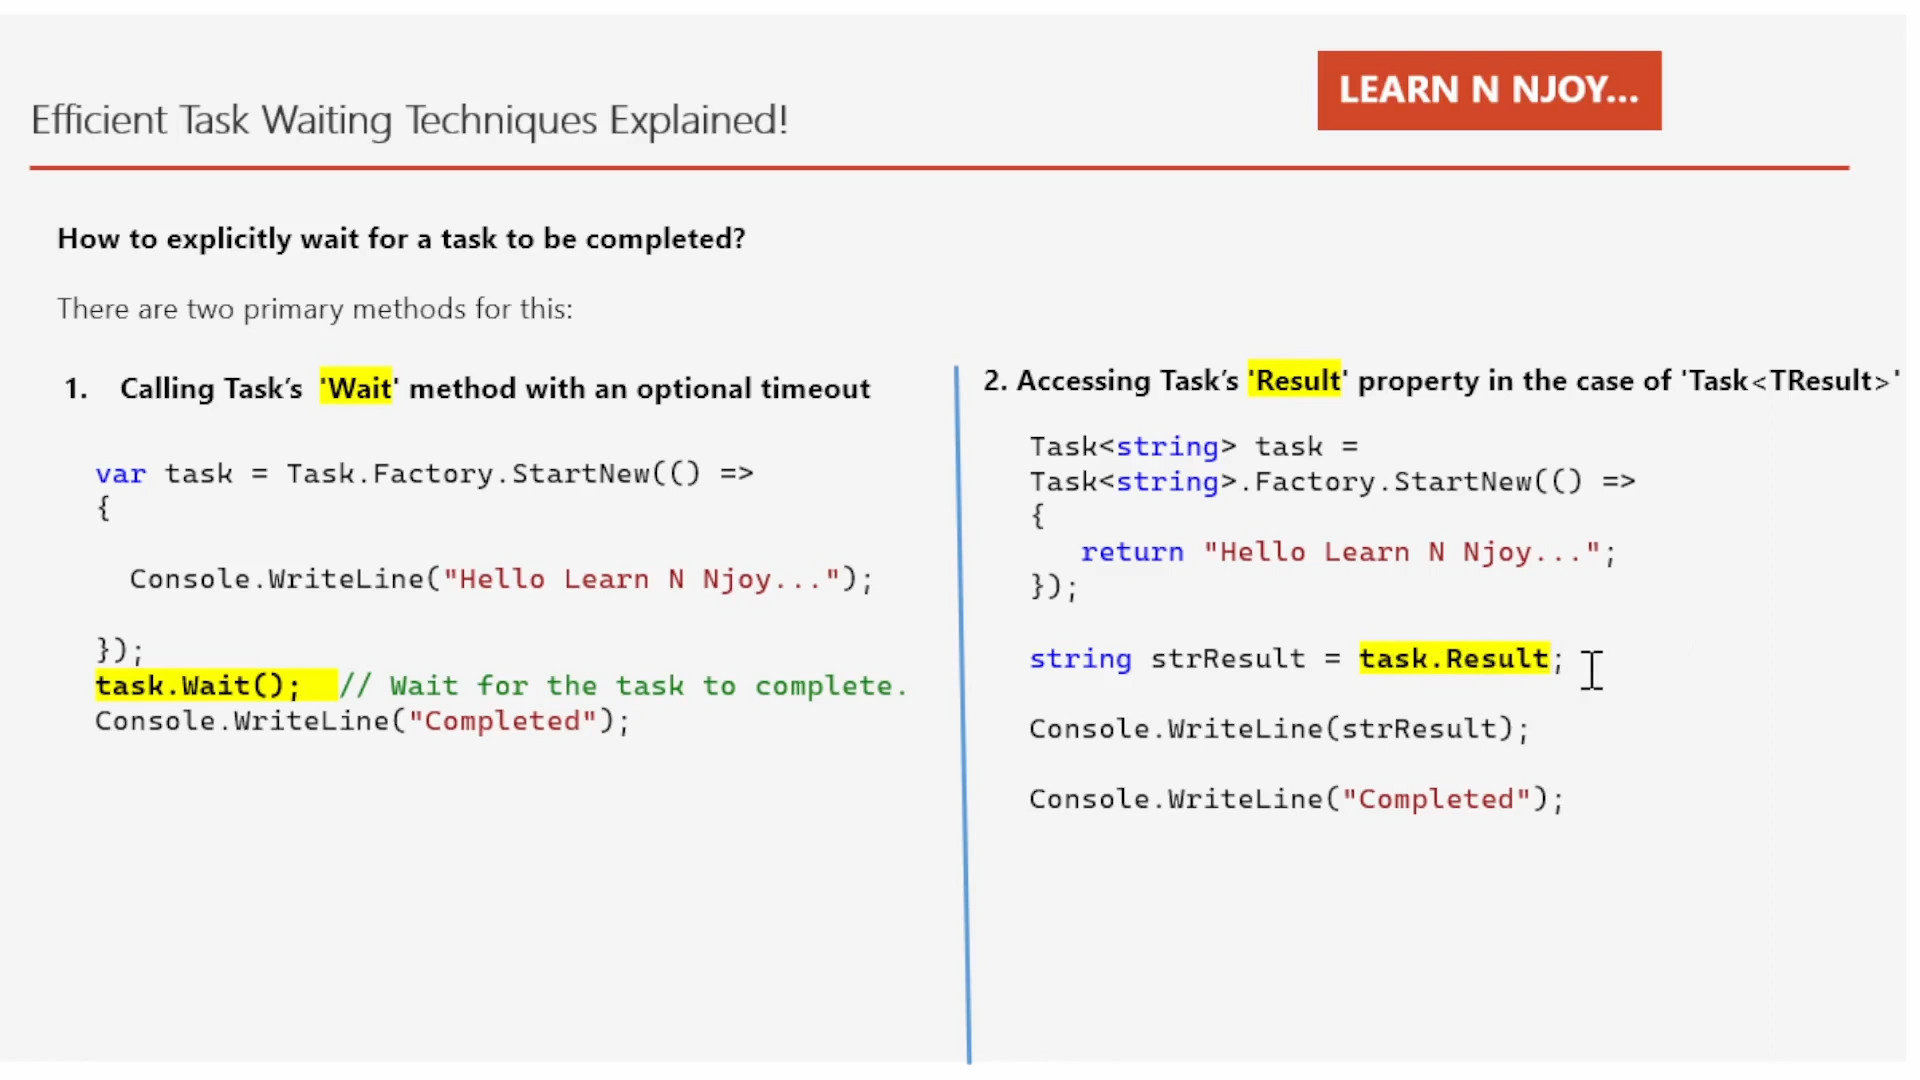 LEARN N NJOY...
Efficient Task Waiting Techniques Explained!
How to explicitly wait for a task to be completed?
There are two primary methods for this:
1. Calling Task’s 'Wait' method with an optional timeout
var task = Task.Factory.StartNew(() =>
{
Console.WriteLine("Hello Learn N Njoy...");
});
task.Wait(); // Wait for the task to complete.
Console.WriteLine("Completed");
2. Accessing Task’s 'Result' property in the case of 'Task<TResult>'
Task<string> task =
Task<string>.Factory.StartNew(() =>
{
return "Hello Learn N Njoy...";
});
string strResult = task.Result;
Console.WriteLine(strResult);
Console.WriteLine("Completed");